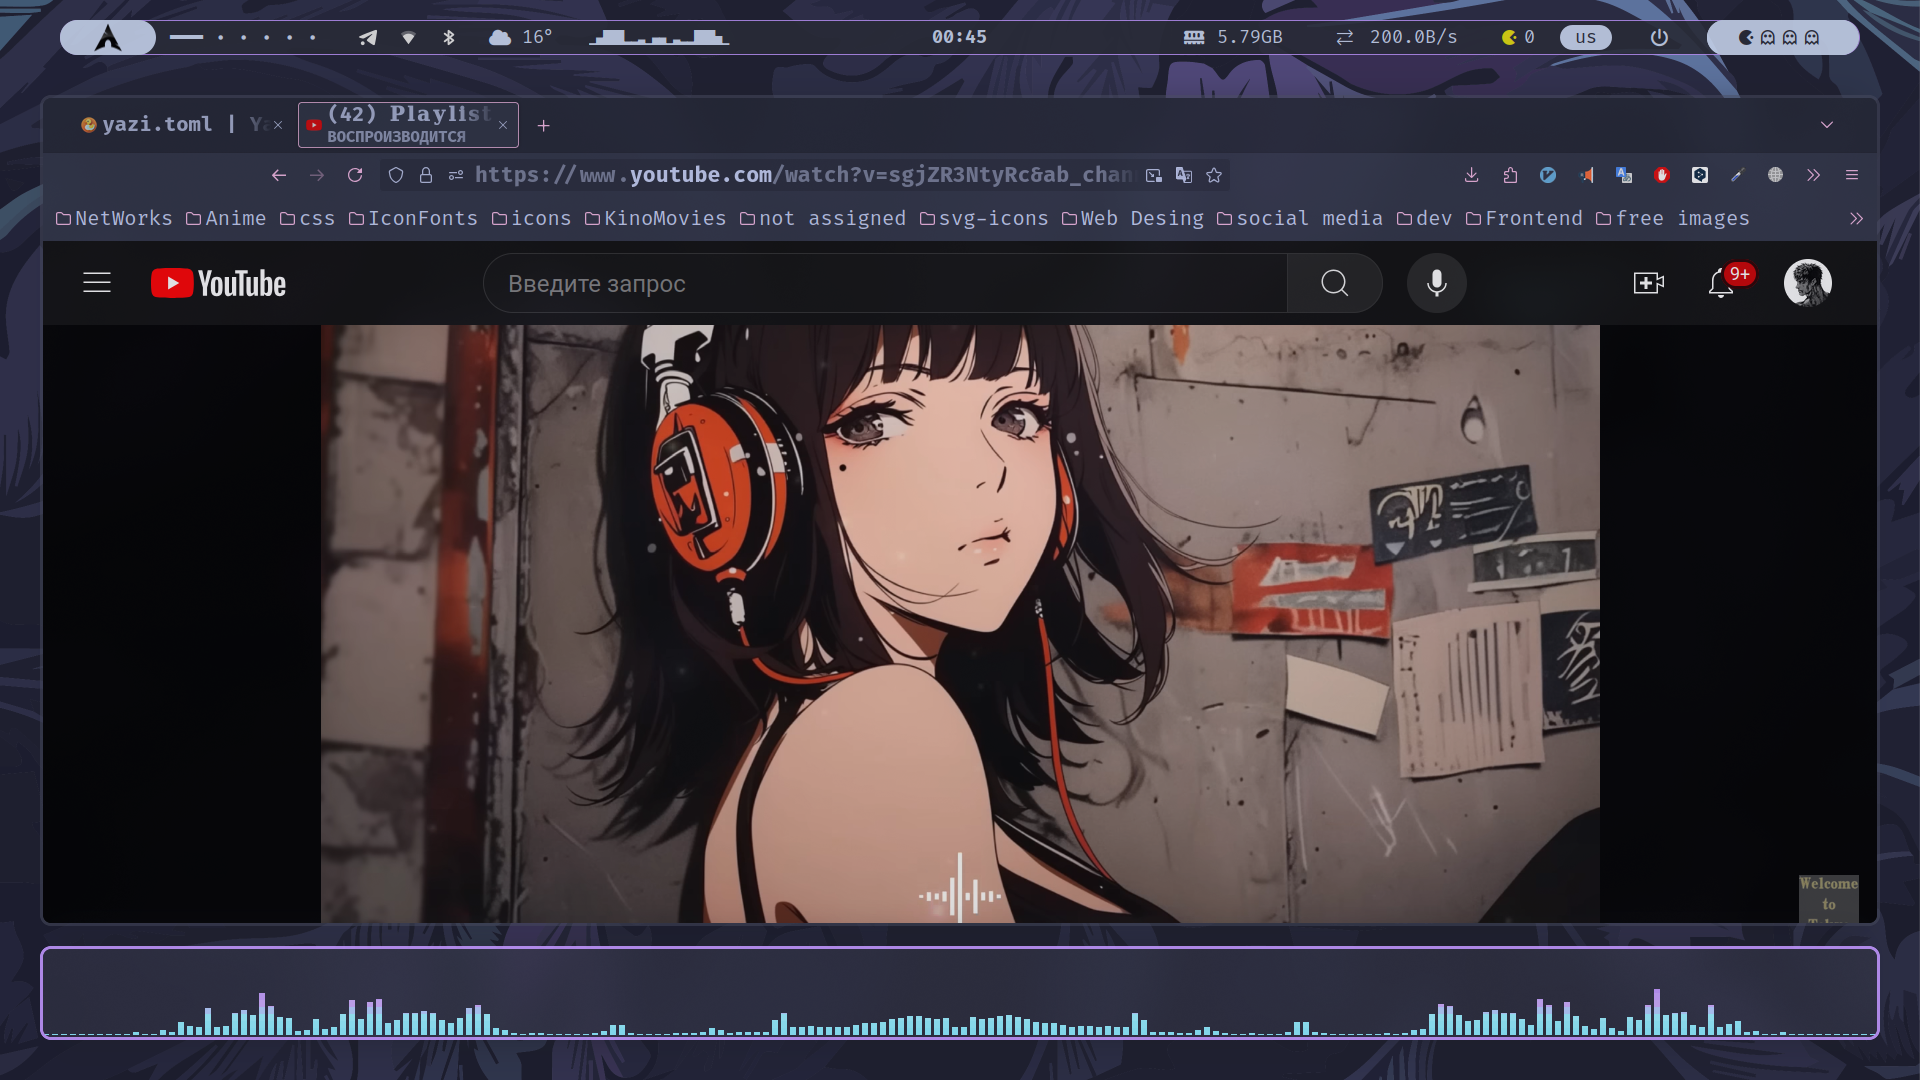 16° 00:45 5.79GB 200.0B/s 0 us
yazi.toml | Ya
(42) Playlist
ВОСПРОИЗВОДИТСЯ
https://www.youtube.com/watch?v=sgjZR3NtyRc&ab_chan
NetWorks Anime css IconFonts icons KinoMovies not assigned svg-icons Web Desing social media dev Frontend free images
YouTube Введите запрос 9+
Welcome
to